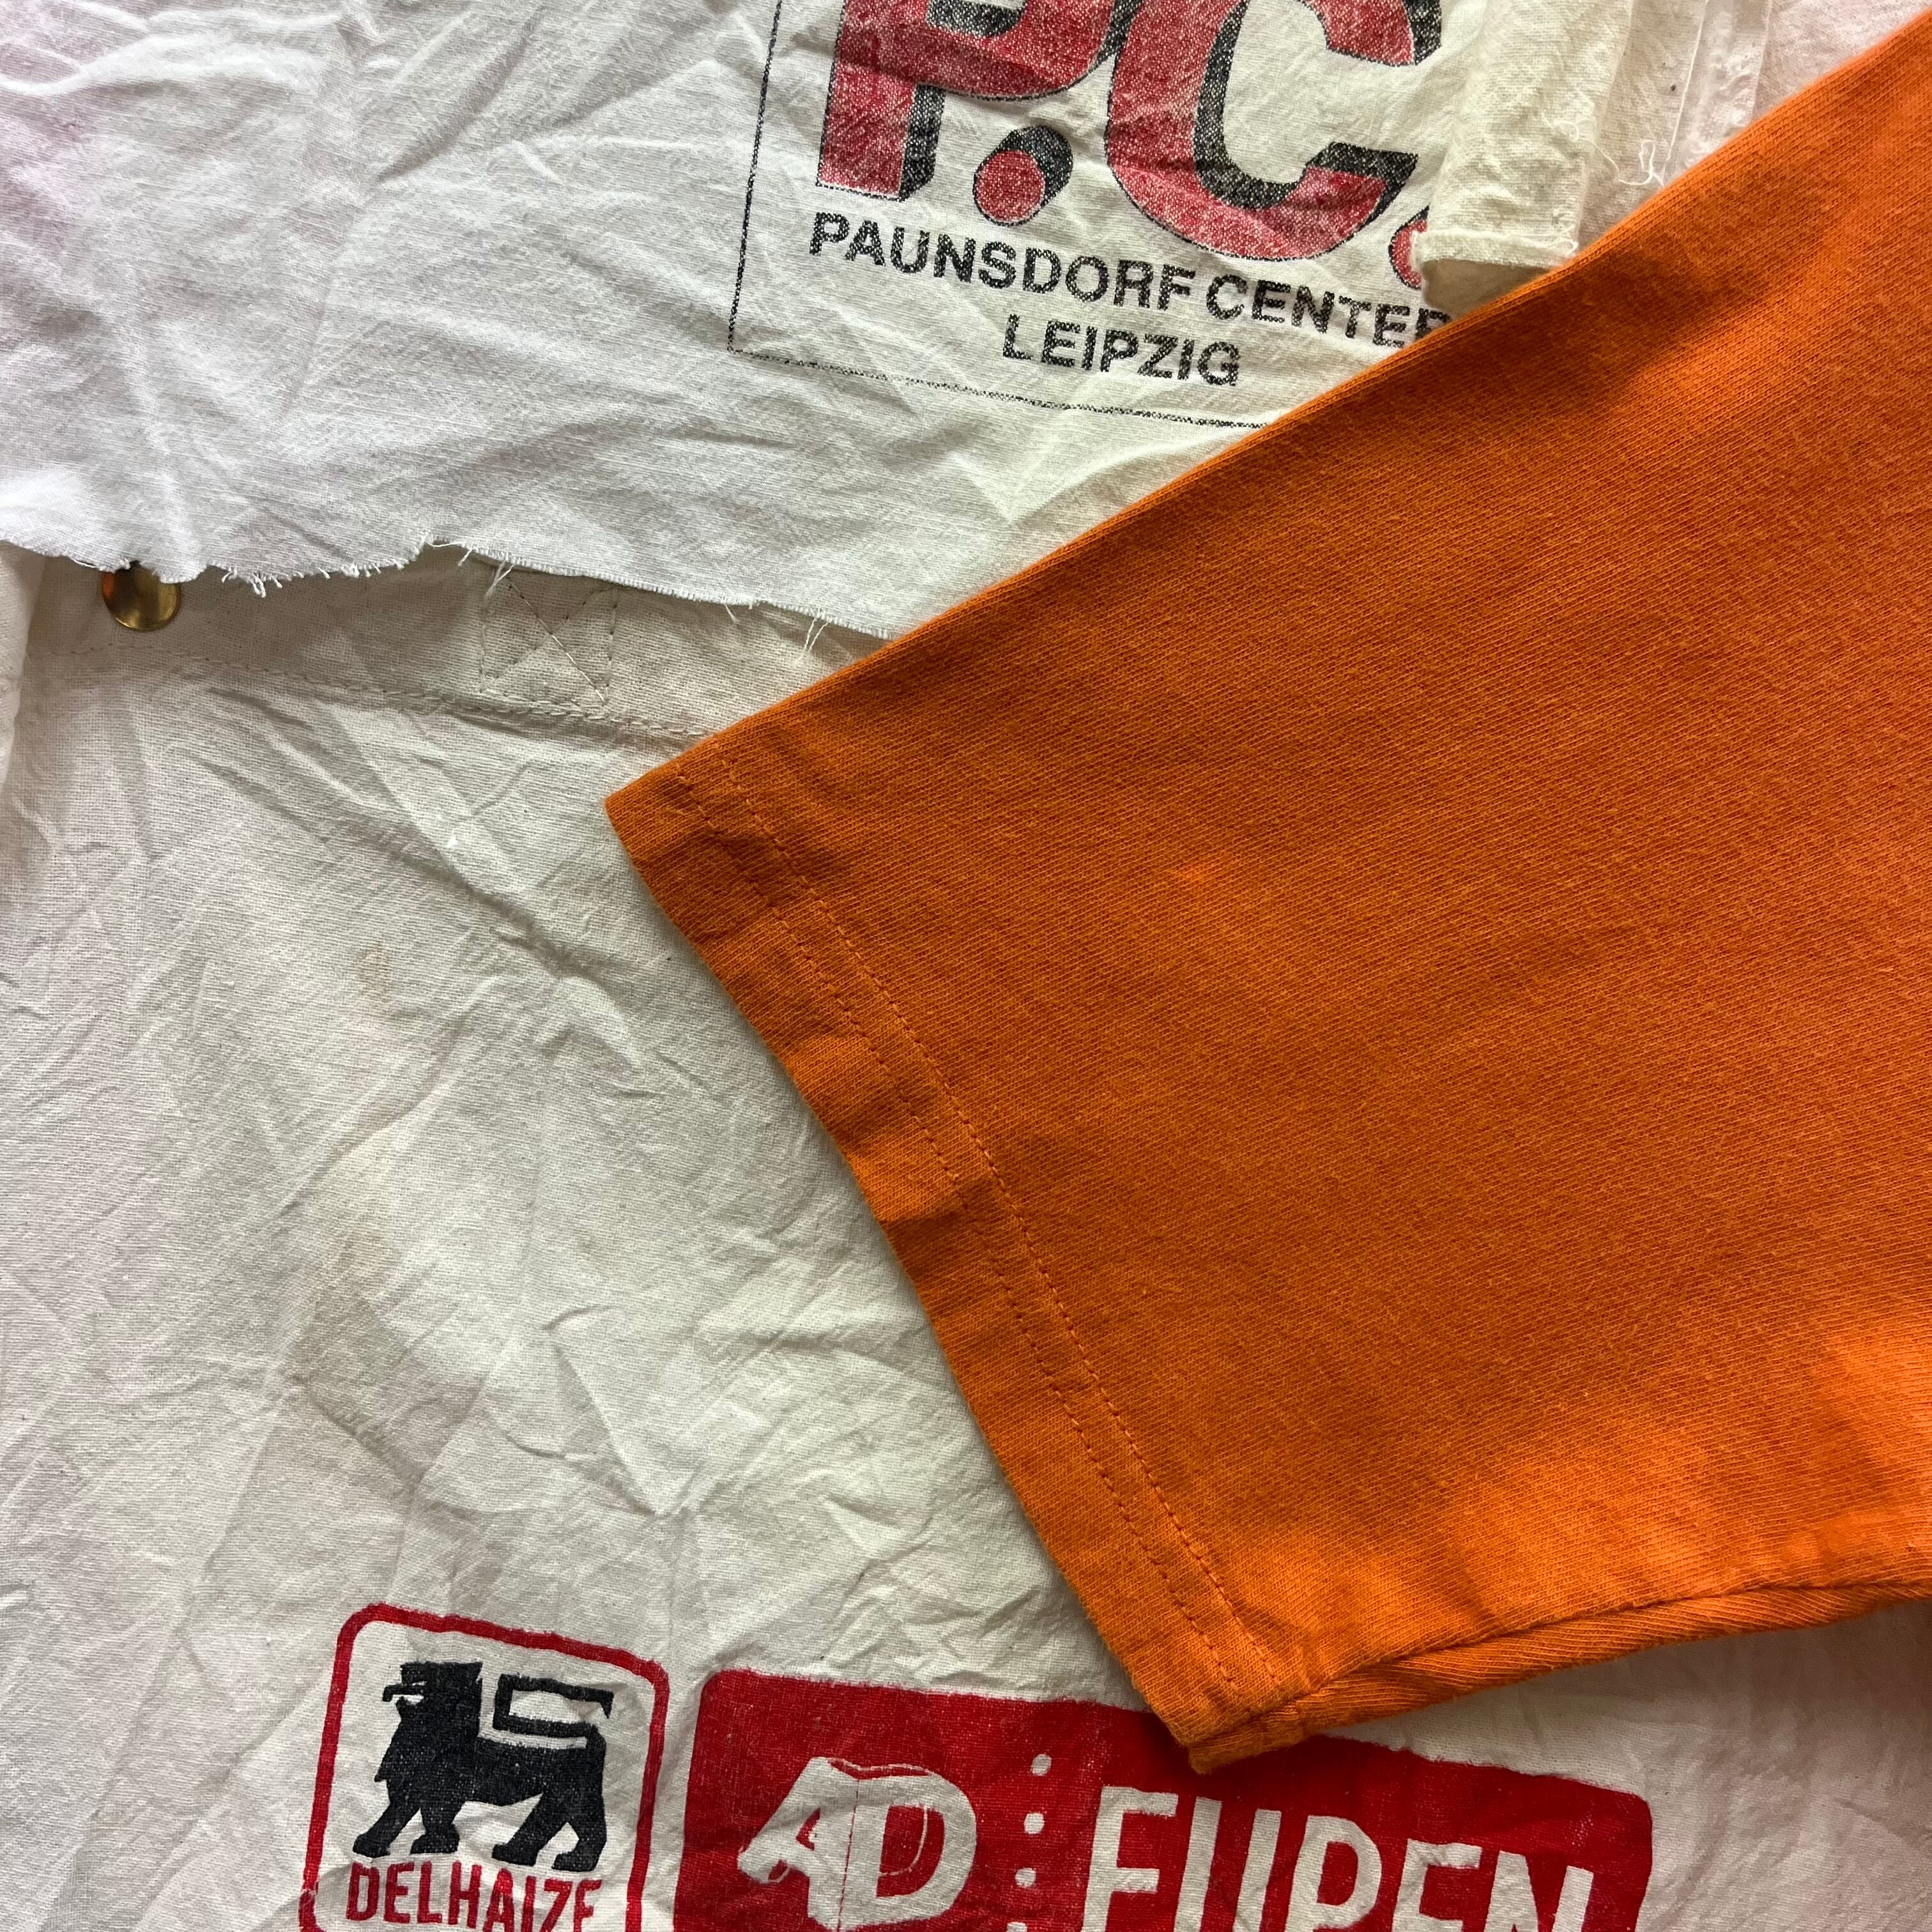 P.C.
PAUNSDORF CENTER
LEIPZIG
DELHAIZE
AD EUPEN